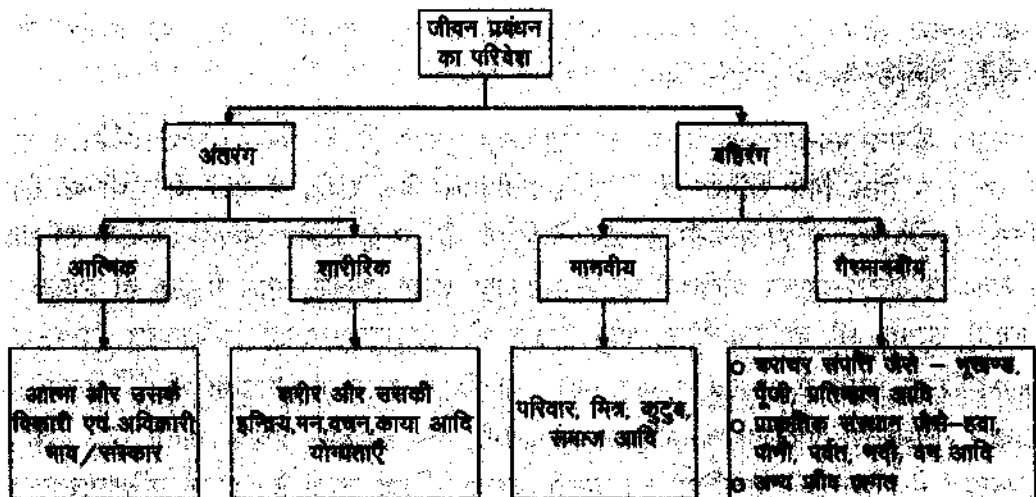 जीवन प्रबंधन
का परिवेश
अंतरंग
बहिरंग
आत्मिक
शारीरिक
मानवीय
गैरमानवीय
आत्मा और उसके
विकारी एवं अविकारी
भाव/संस्कार
शरीर और उसकी
इन्द्रिय,मन,वचन,काया आदि
योग्यताएँ
परिवार, मित्र, कुटुंब,
समाज आदि
चराचर संपत्ति जैसे – भूखण्ड,
पूँजी, प्रतिष्ठान आदि
प्राकृतिक संसाधन जैसे–हवा,
पानी, पर्वत, नदी, वन आदि
अन्य जीव जगत